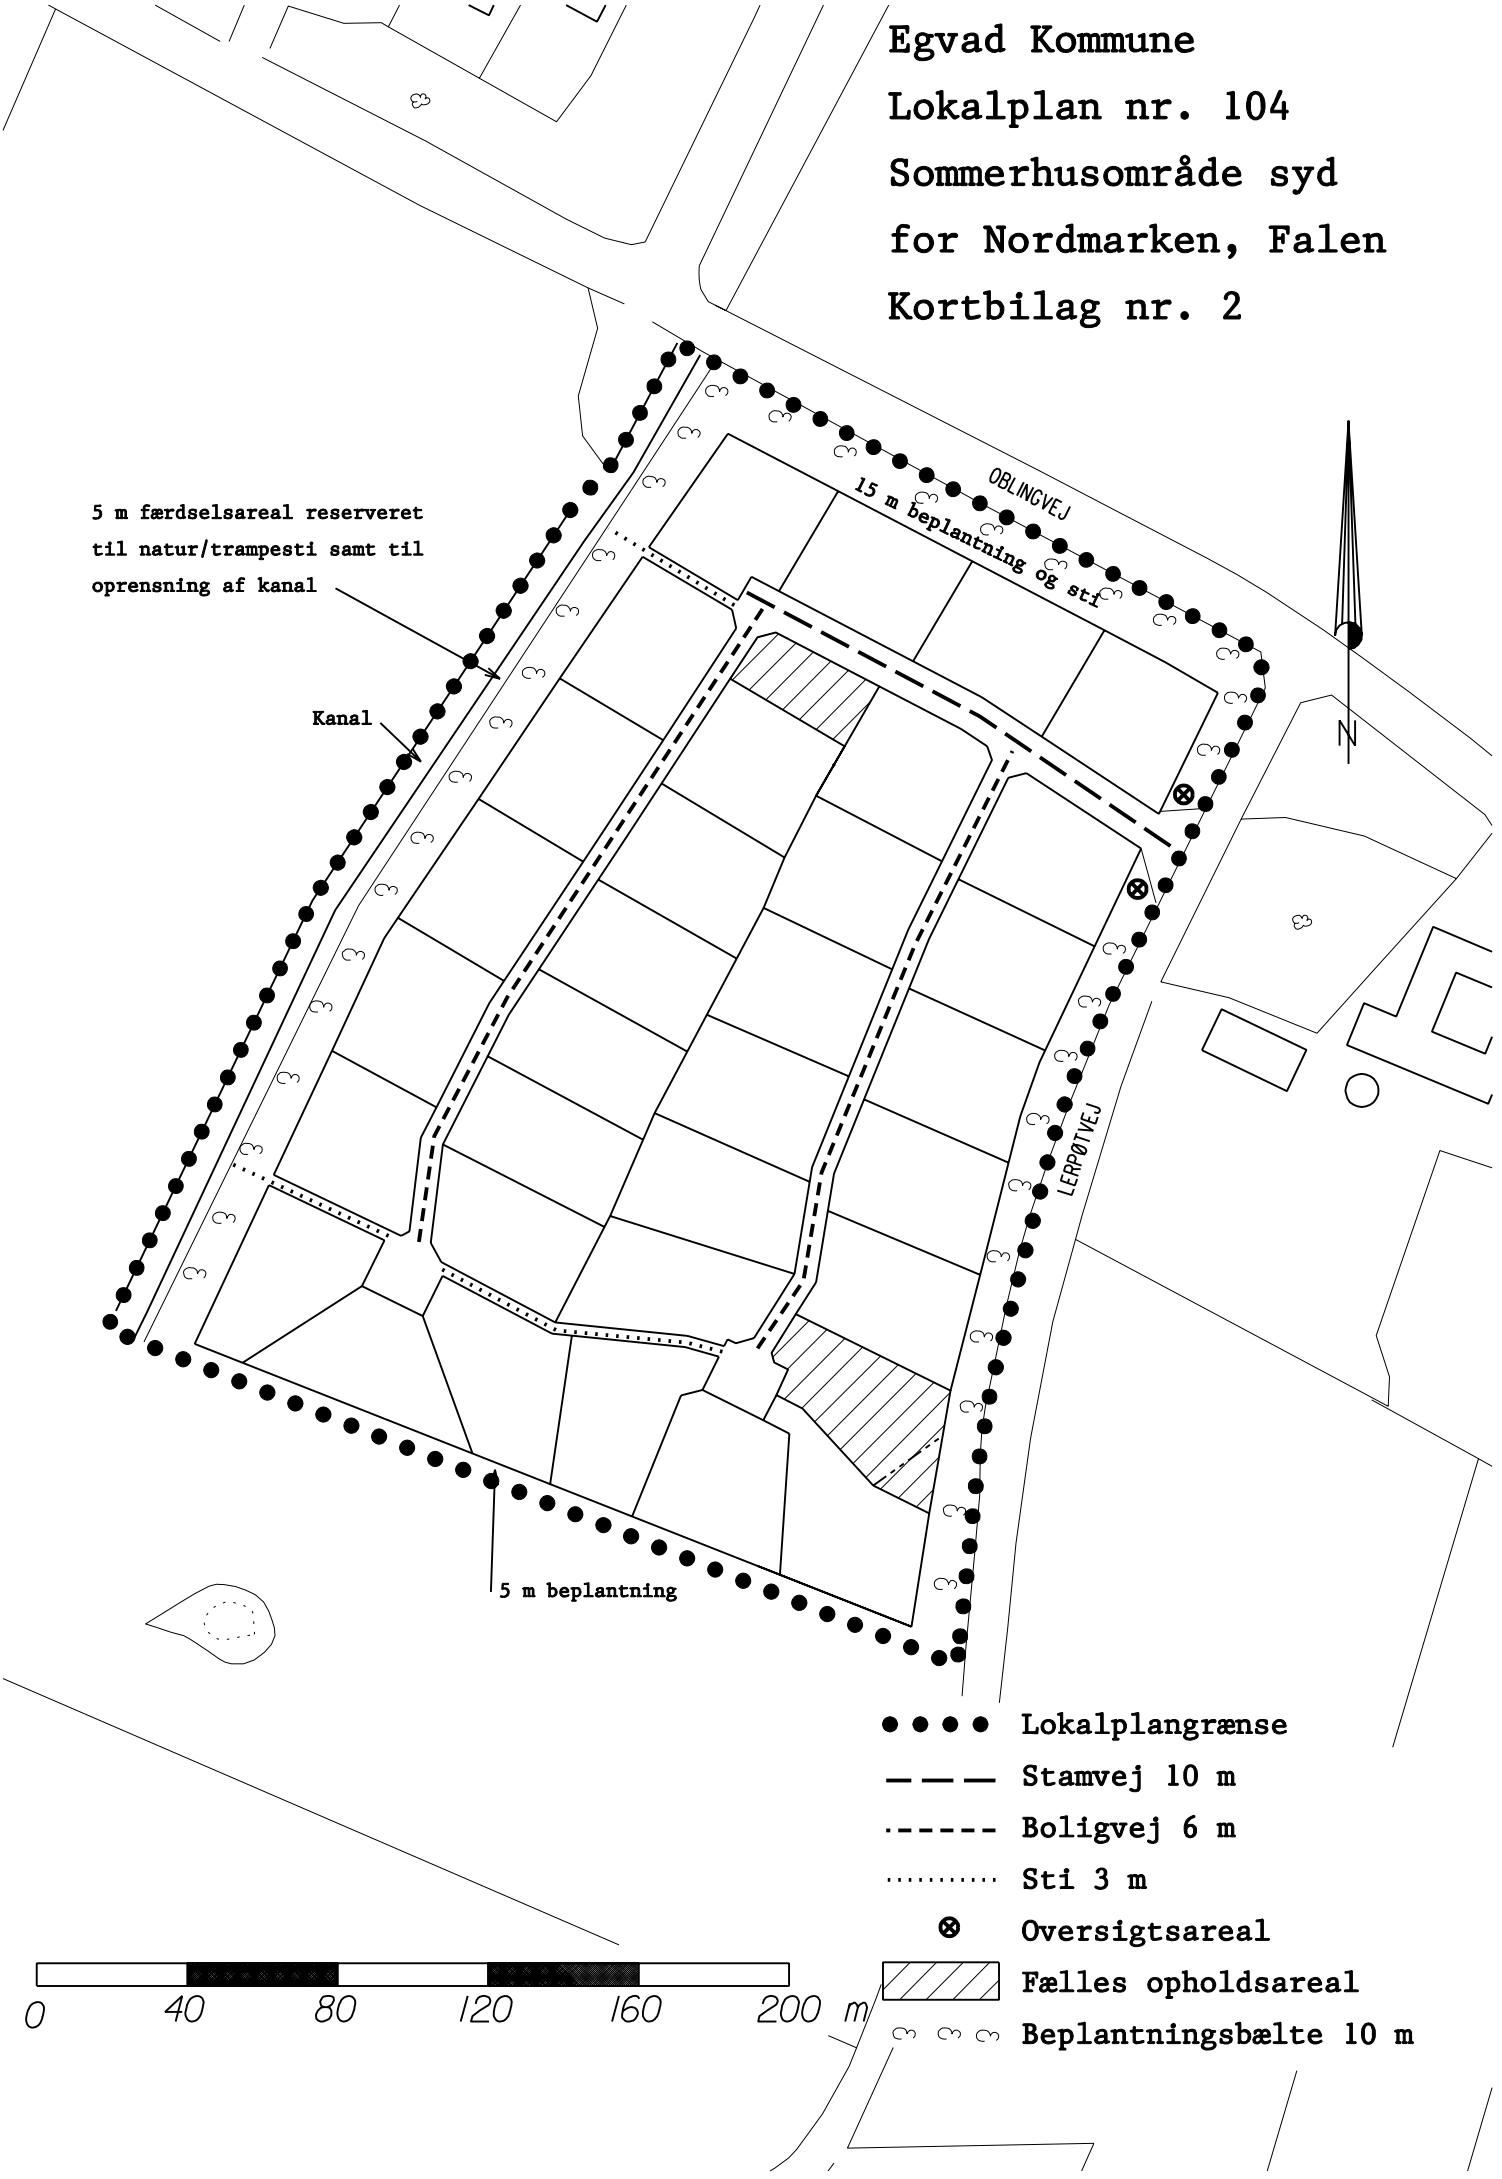 Egvad Kommune
Lokalplan nr. 104
Sommerhusområde syd
for Nordmarken, Falen
Kortbilag nr. 2
OBLINGVEJ
15 m beplantning og sti
5 m færdselsareal reserveret
til natur/trampesti samt til
oprensning af kanal
Kanal
N
LERPØTVEJ
5 m beplantning
Lokalplangrænse
Stamvej 10 m
Boligvej 6 m
Sti 3 m
Oversigtsareal
Fælles opholdsareal
Beplantningsbælte 10 m
0 40 80 120 160 200 m